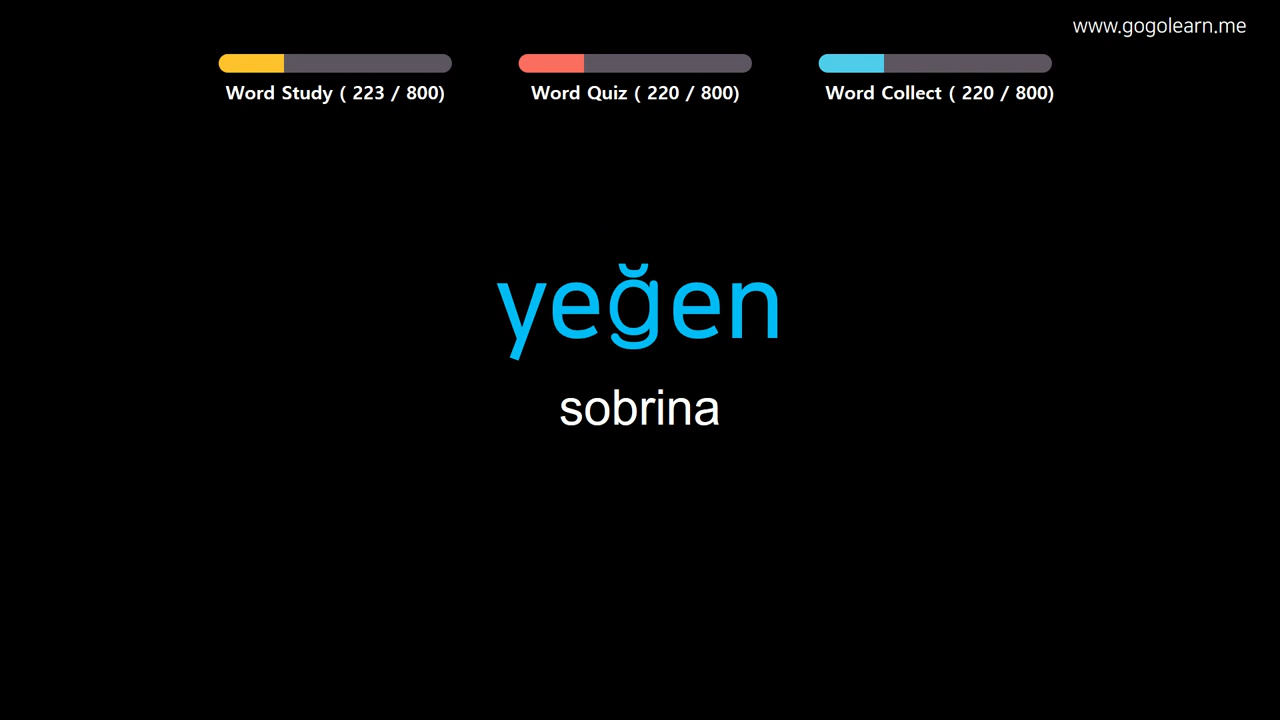 www.gogolearn.me
Word Study ( 223 / 800)
Word Quiz ( 220 / 800)
Word Collect ( 220 / 800)
yeğen
sobrina